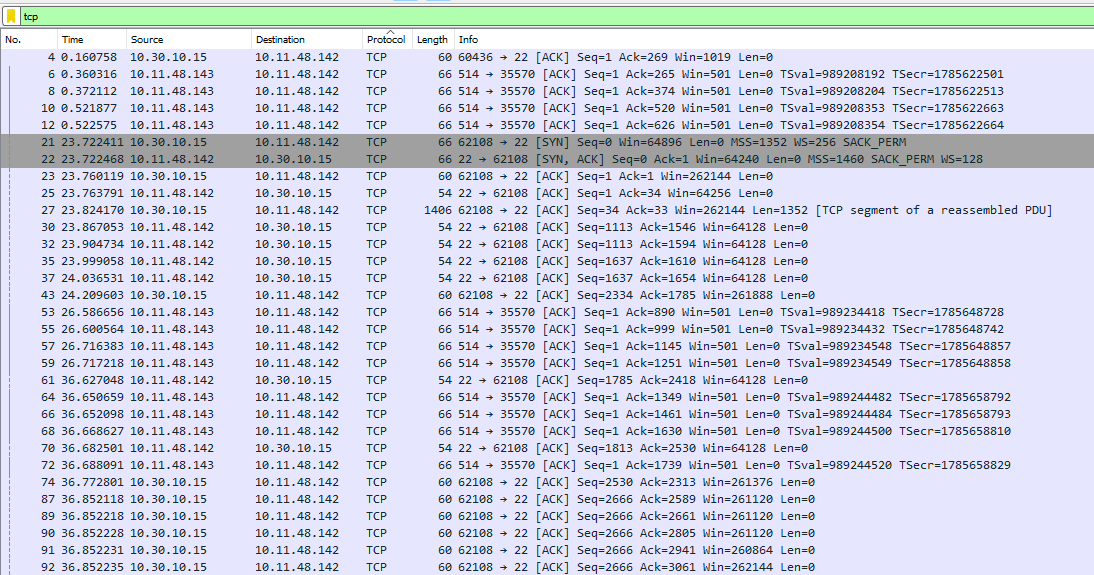 tcp
No. Time Source Destination Protocol Length Info
4 0.160758 10.30.10.15 10.11.48.142 TCP 60 60436 → 22 [ACK] Seq=1 Ack=269 Win=1019 Len=0
6 0.360316 10.11.48.143 10.11.48.142 TCP 66 514 → 35570 [ACK] Seq=1 Ack=265 Win=501 Len=0 TSval=989208192 TSecr=1785622501
8 0.372112 10.11.48.143 10.11.48.142 TCP 66 514 → 35570 [ACK] Seq=1 Ack=374 Win=501 Len=0 TSval=989208204 TSecr=1785622513
10 0.521877 10.11.48.143 10.11.48.142 TCP 66 514 → 35570 [ACK] Seq=1 Ack=520 Win=501 Len=0 TSval=989208353 TSecr=1785622663
12 0.522575 10.11.48.143 10.11.48.142 TCP 66 514 → 35570 [ACK] Seq=1 Ack=626 Win=501 Len=0 TSval=989208354 TSecr=1785622664
21 23.722411 10.30.10.15 10.11.48.142 TCP 66 62108 → 22 [SYN] Seq=0 Win=64896 Len=0 MSS=1352 WS=256 SACK_PERM
22 23.722468 10.11.48.142 10.30.10.15 TCP 66 22 → 62108 [SYN, ACK] Seq=0 Ack=1 Win=64240 Len=0 MSS=1460 SACK_PERM WS=128
23 23.760119 10.30.10.15 10.11.48.142 TCP 60 62108 → 22 [ACK] Seq=1 Ack=1 Win=262144 Len=0
25 23.763791 10.11.48.142 10.30.10.15 TCP 54 22 → 62108 [ACK] Seq=1 Ack=34 Win=64256 Len=0
27 23.824170 10.30.10.15 10.11.48.142 TCP 1406 62108 → 22 [ACK] Seq=34 Ack=33 Win=262144 Len=1352 [TCP segment of a reassembled PDU]
30 23.867053 10.11.48.142 10.30.10.15 TCP 54 22 → 62108 [ACK] Seq=1113 Ack=1546 Win=64128 Len=0
32 23.904734 10.11.48.142 10.30.10.15 TCP 54 22 → 62108 [ACK] Seq=1113 Ack=1594 Win=64128 Len=0
35 23.999058 10.11.48.142 10.30.10.15 TCP 54 22 → 62108 [ACK] Seq=1637 Ack=1610 Win=64128 Len=0
37 24.036531 10.11.48.142 10.30.10.15 TCP 54 22 → 62108 [ACK] Seq=1637 Ack=1654 Win=64128 Len=0
43 24.209603 10.30.10.15 10.11.48.142 TCP 60 62108 → 22 [ACK] Seq=2334 Ack=1785 Win=261888 Len=0
53 26.586656 10.11.48.143 10.11.48.142 TCP 66 514 → 35570 [ACK] Seq=1 Ack=890 Win=501 Len=0 TSval=989234418 TSecr=1785648728
55 26.600564 10.11.48.143 10.11.48.142 TCP 66 514 → 35570 [ACK] Seq=1 Ack=999 Win=501 Len=0 TSval=989234432 TSecr=1785648742
57 26.716383 10.11.48.143 10.11.48.142 TCP 66 514 → 35570 [ACK] Seq=1 Ack=1145 Win=501 Len=0 TSval=989234548 TSecr=1785648857
59 26.717218 10.11.48.143 10.11.48.142 TCP 66 514 → 35570 [ACK] Seq=1 Ack=1251 Win=501 Len=0 TSval=989234549 TSecr=1785648858
61 36.627048 10.11.48.142 10.30.10.15 TCP 54 22 → 62108 [ACK] Seq=1785 Ack=2418 Win=64128 Len=0
64 36.650659 10.11.48.143 10.11.48.142 TCP 66 514 → 35570 [ACK] Seq=1 Ack=1349 Win=501 Len=0 TSval=989244482 TSecr=1785658792
66 36.652098 10.11.48.143 10.11.48.142 TCP 66 514 → 35570 [ACK] Seq=1 Ack=1461 Win=501 Len=0 TSval=989244484 TSecr=1785658793
68 36.668627 10.11.48.143 10.11.48.142 TCP 66 514 → 35570 [ACK] Seq=1 Ack=1630 Win=501 Len=0 TSval=989244500 TSecr=1785658810
70 36.682501 10.11.48.142 10.30.10.15 TCP 54 22 → 62108 [ACK] Seq=1813 Ack=2530 Win=64128 Len=0
72 36.688091 10.11.48.143 10.11.48.142 TCP 66 514 → 35570 [ACK] Seq=1 Ack=1739 Win=501 Len=0 TSval=989244520 TSecr=1785658829
74 36.772801 10.30.10.15 10.11.48.142 TCP 60 62108 → 22 [ACK] Seq=2530 Ack=2313 Win=261376 Len=0
87 36.852118 10.30.10.15 10.11.48.142 TCP 60 62108 → 22 [ACK] Seq=2666 Ack=2589 Win=261120 Len=0
89 36.852218 10.30.10.15 10.11.48.142 TCP 60 62108 → 22 [ACK] Seq=2666 Ack=2661 Win=261120 Len=0
90 36.852228 10.30.10.15 10.11.48.142 TCP 60 62108 → 22 [ACK] Seq=2666 Ack=2805 Win=261120 Len=0
91 36.852231 10.30.10.15 10.11.48.142 TCP 60 62108 → 22 [ACK] Seq=2666 Ack=2941 Win=260864 Len=0
92 36.852235 10.30.10.15 10.11.48.142 TCP 60 62108 → 22 [ACK] Seq=2666 Ack=3061 Win=262144 Len=0